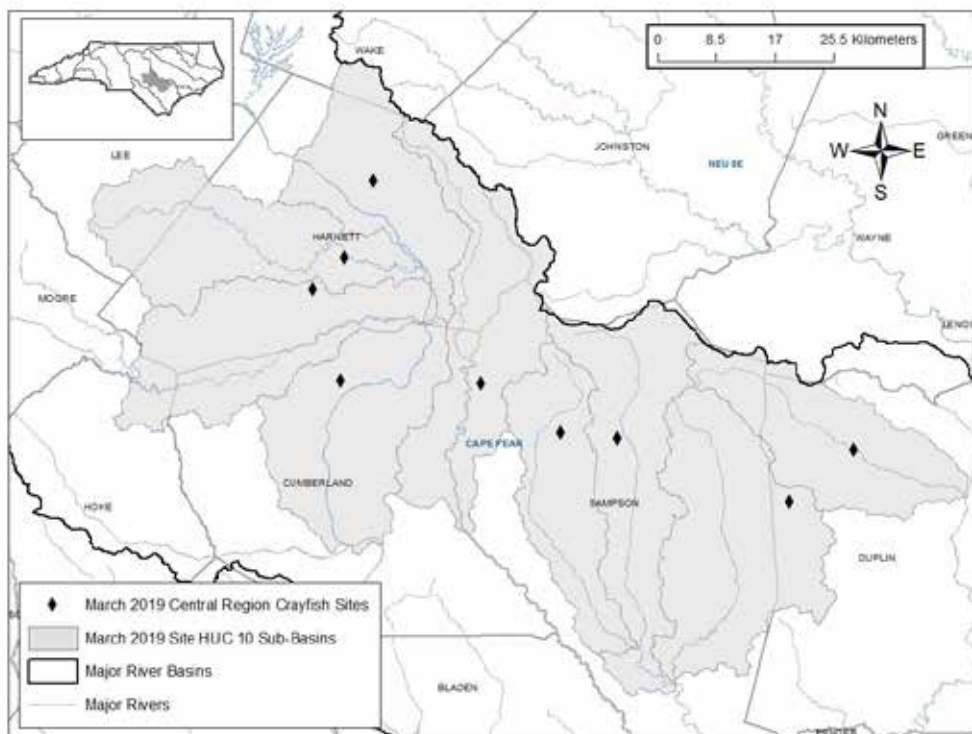 WAKE
0 8.5 17 25.5 Kilometers
N
W E
S
JOHNSTON
GREEN
LEE
NEUSE
HARNETT
WAYNE
MOORE
LENO
CAPE FEAR
CUMBERLAND
SAMPSON
HOKE
DUPLIN
March 2019 Central Region Crayfish Sites
March 2019 Site HUC 10 Sub-Basins
Major River Basins
Major Rivers
BLADEN